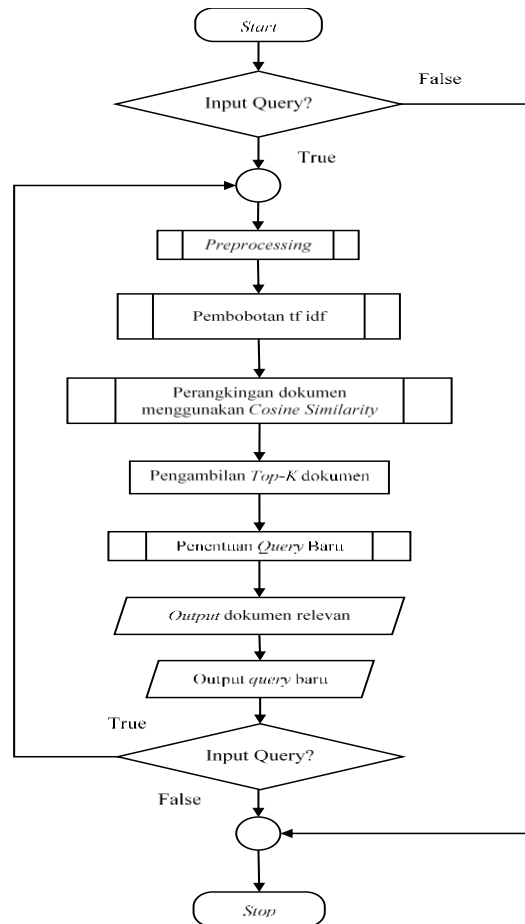 Start
Input Query?
False
True
Preprocessing
Pembobotan tf idf
Perangkingan dokumen
menggunakan Cosine Similarity
Pengambilan Top-K dokumen
Penentuan Query Baru
Output dokumen relevan
Output query baru
True
Input Query?
False
Stop